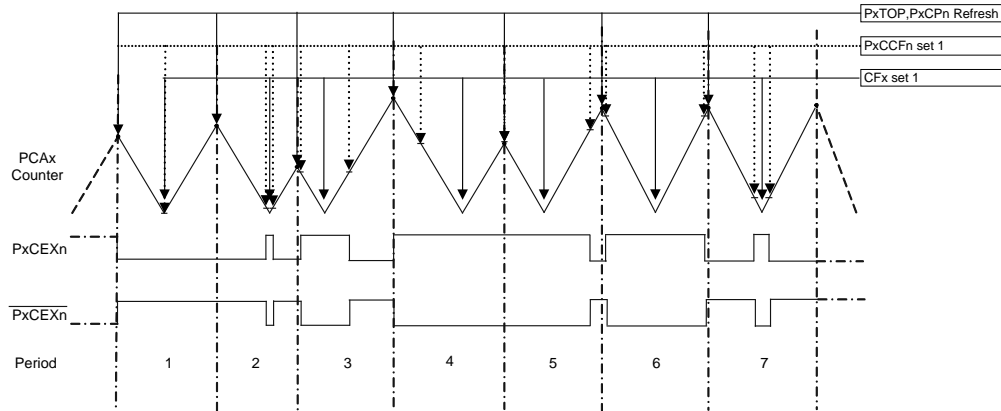 PxTOP,PxCPn Refresh
PxCCFn set 1
CFx set 1
PCAx
Counter
PxCEXn
PxCEXn
Period 1 2 3 4 5 6 7